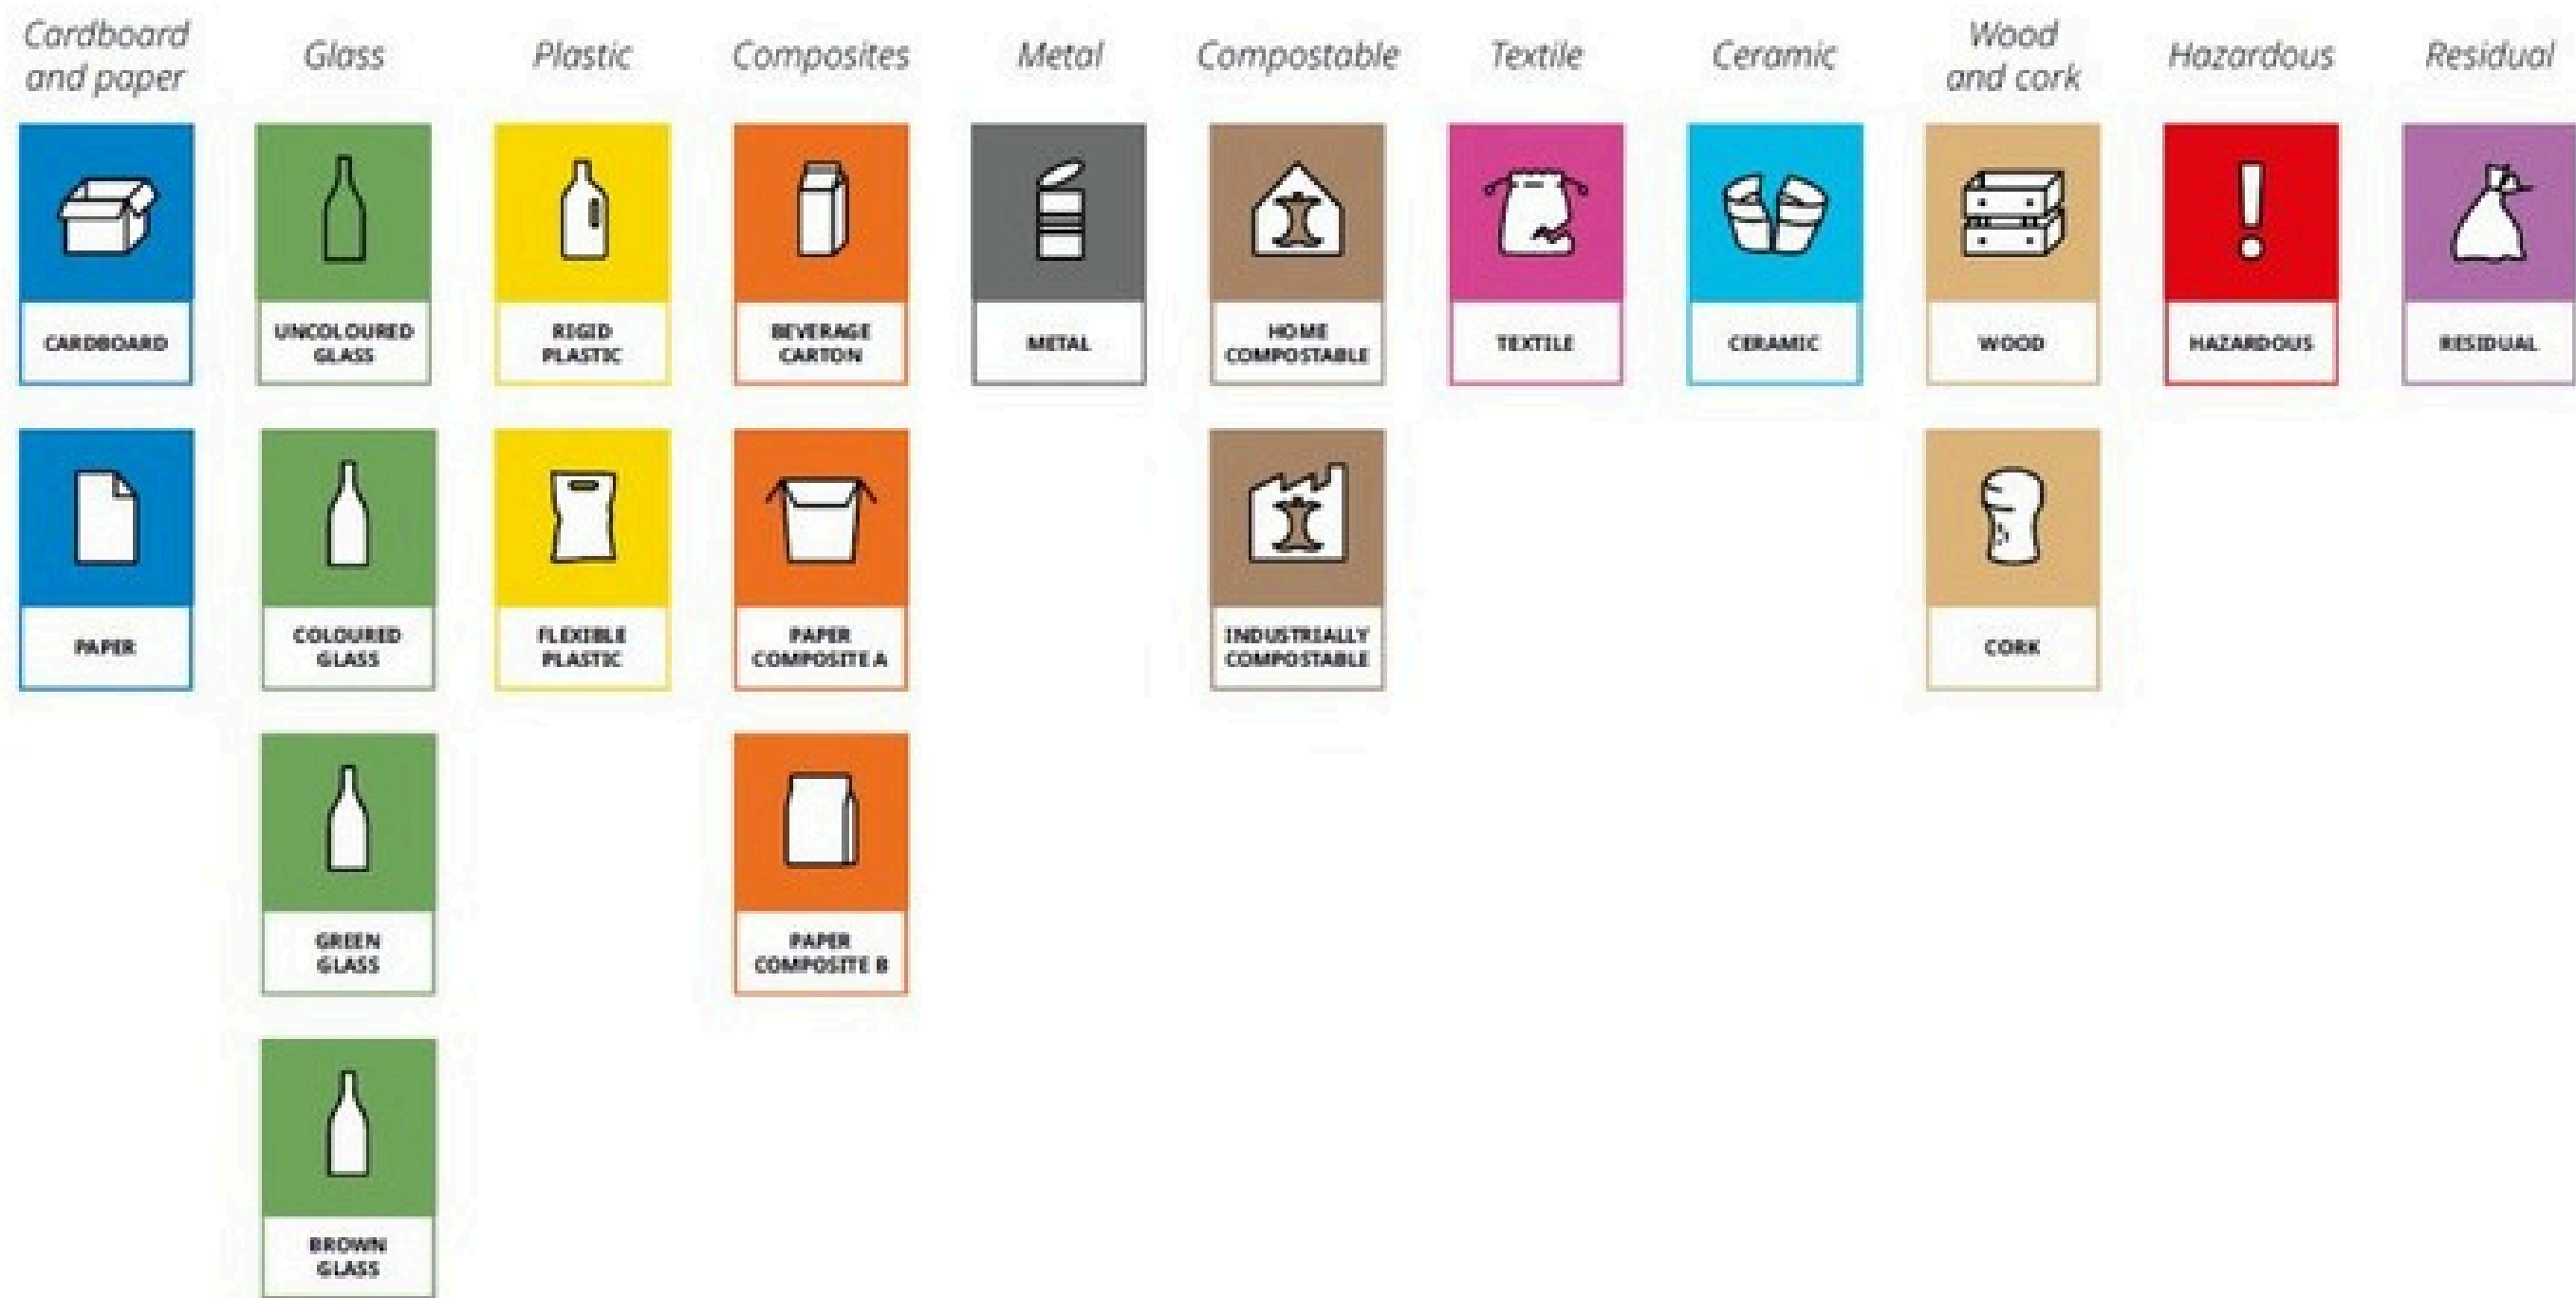 Cardboard
and paper
Glass
Plastic
Composites
Metal
Compostable
Textile
Ceramic
Wood
and cork
Hazardous
Residual
CARDBOARD
UNCOLOURED
GLASS
RIGID
PLASTIC
BEVERAGE
CARTON
METAL
HOME
COMPOSTABLE
TEXTILE
CERAMIC
WOOD
HAZARDOUS
RESIDUAL
PAPER
COLOURED
GLASS
FLEXIBLE
PLASTIC
PAPER
COMPOSITE A
INDUSTRIALLY
COMPOSTABLE
CORK
GREEN
GLASS
PAPER
COMPOSITE B
BROWN
GLASS